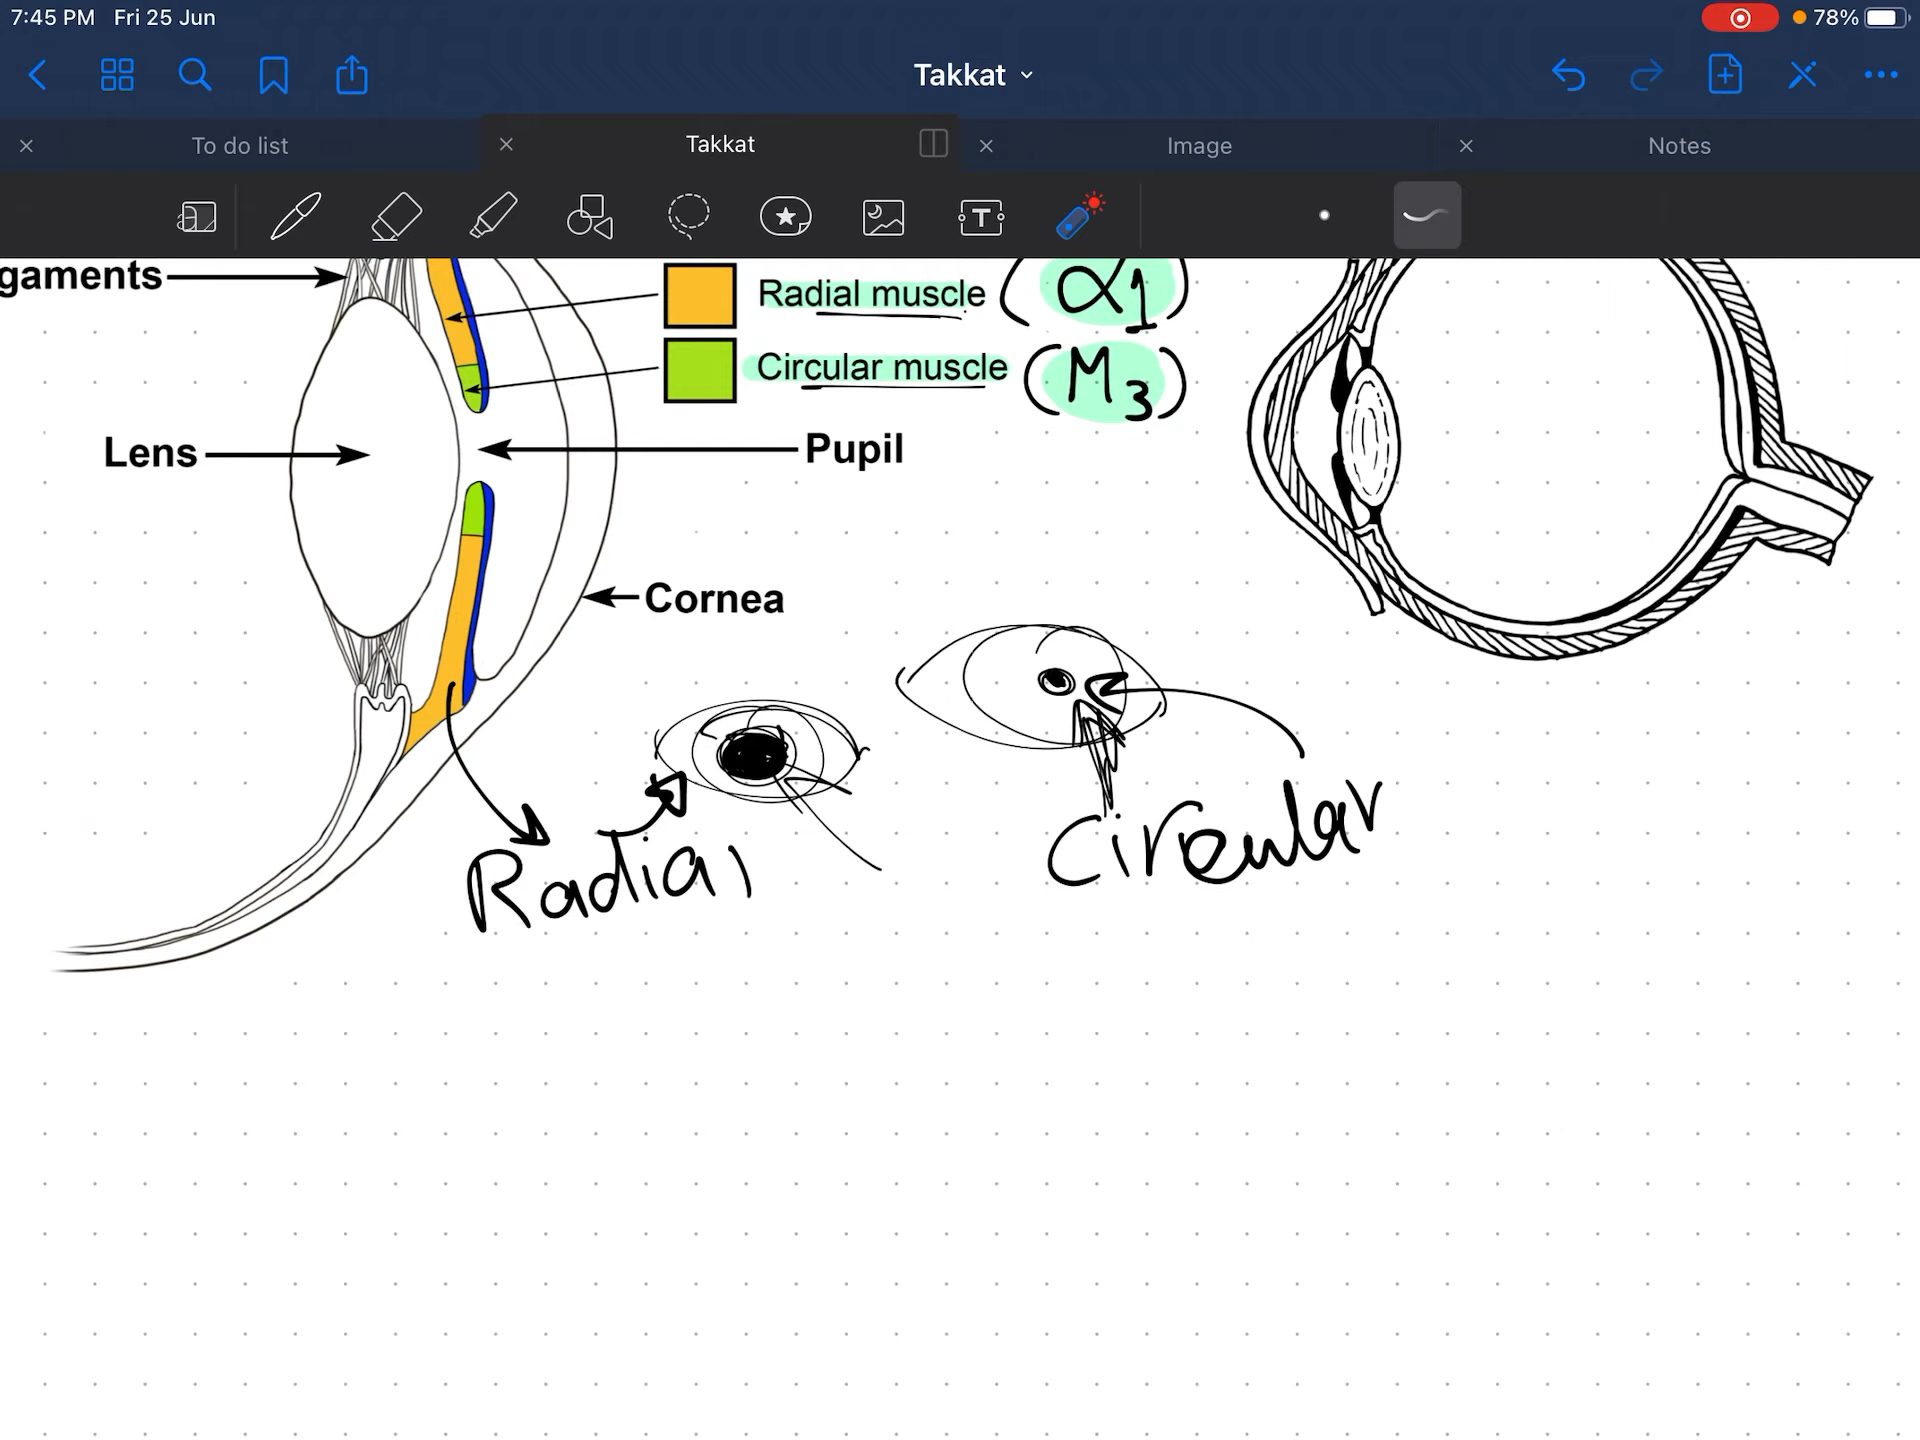 7:45 PM Fri 25 Jun
78%
Takkat
To do list
Takkat
Image
Notes
a
T
gaments
Radial muscle (α1)
Circular muscle (M3)
Lens
Pupil
Cornea
Radial
Circular